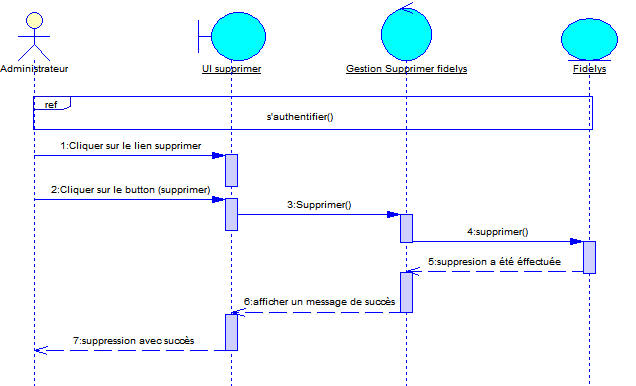 Administrateur
UI supprimer
Gestion Supprimer fidelys
Fidelys
ref
s'authentifier()
1:Cliquer sur le lien supprimer
2:Cliquer sur le button (supprimer)
3:Supprimer()
4:supprimer()
5:suppresion a été éffectuée
6:afficher un message de succès
7:suppression avec succès